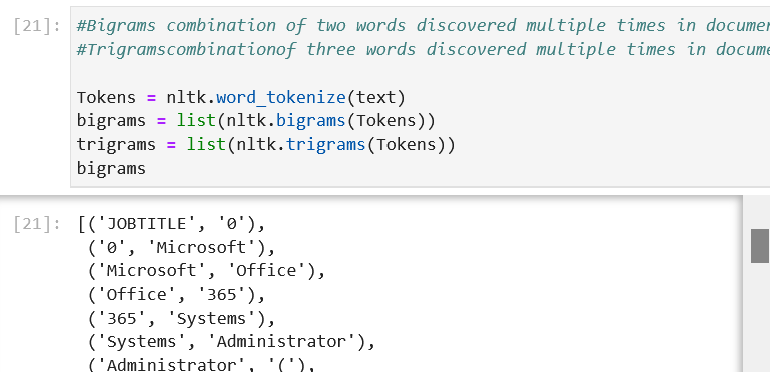 [21]: #Bigrams combination of two words discovered multiple times in documen
#Trigramscombinationof three words discovered multiple times in docume
Tokens = nltk.word_tokenize(text)
bigrams = list(nltk.bigrams(Tokens))
trigrams = list(nltk.trigrams(Tokens))
bigrams
[21]: [('JOBTITLE', '0'),
('0', 'Microsoft'),
('Microsoft', 'Office'),
('Office', '365'),
('365', 'Systems'),
('Systems', 'Administrator'),
('Administrator', '('),